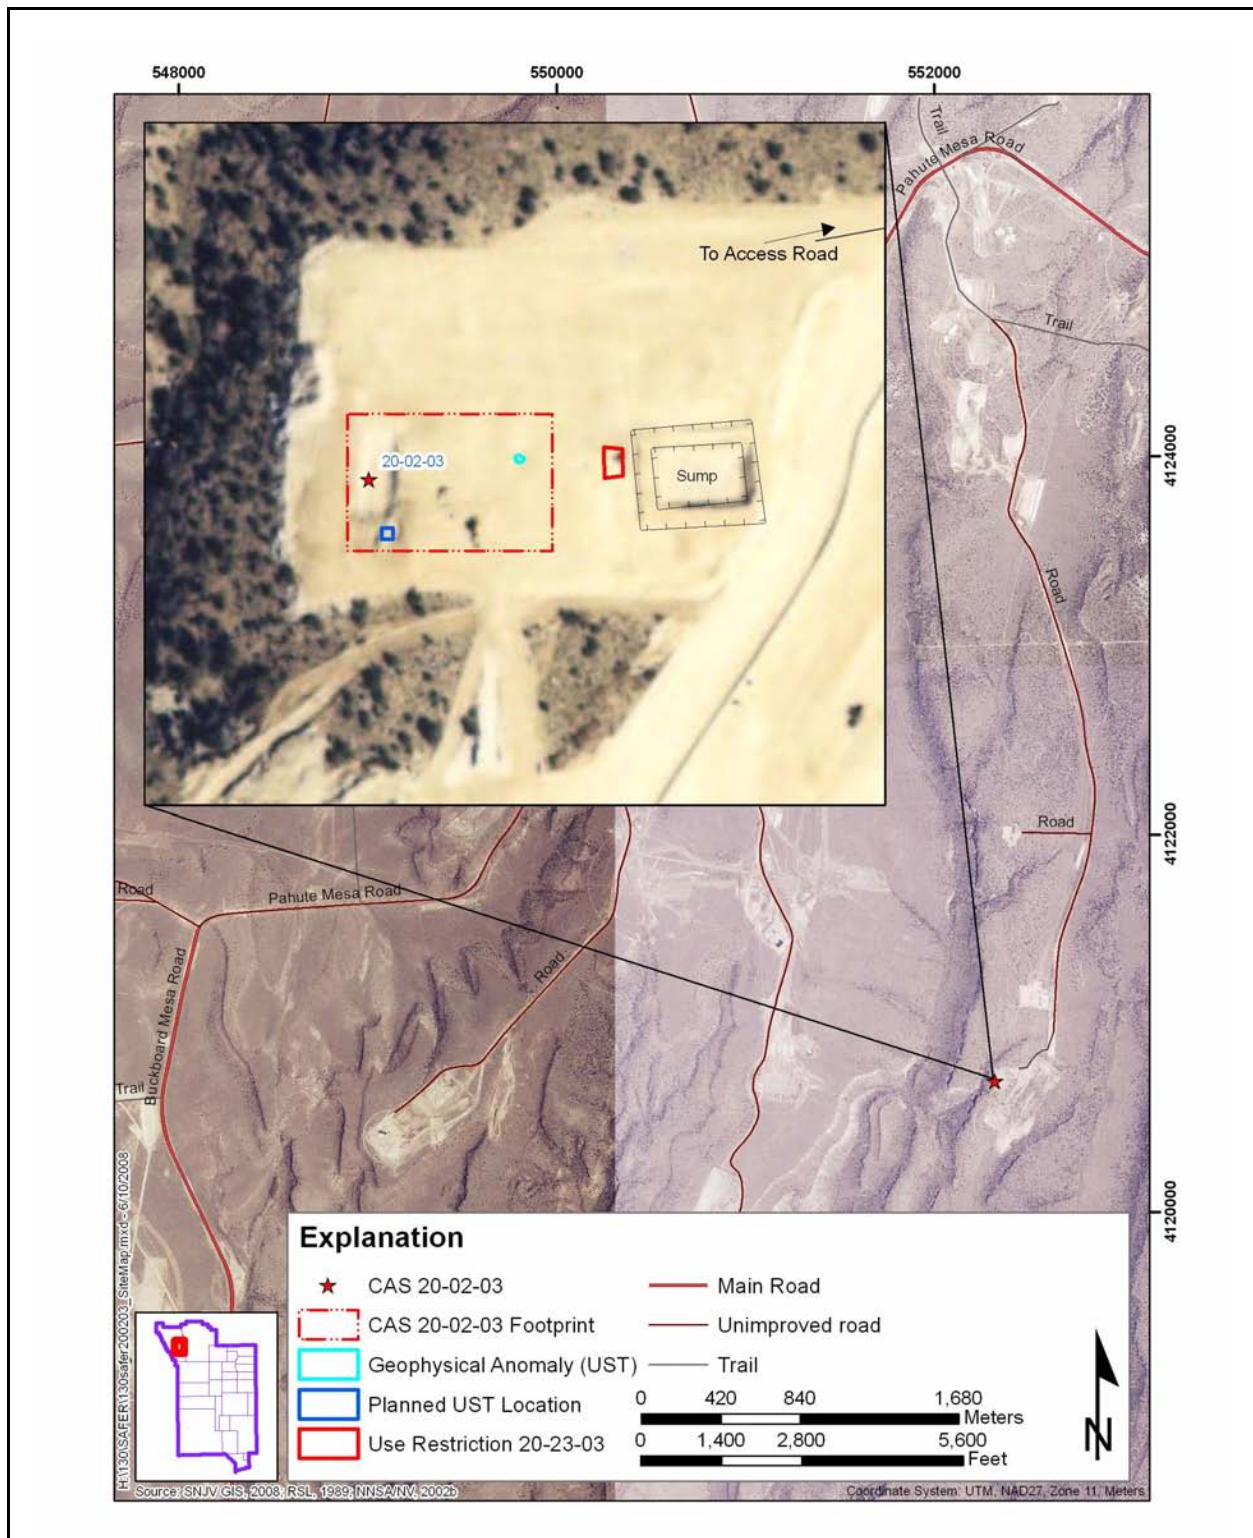 548000
550000
552000
Trail
Pahute Mesa Road
To Access Road
Trail
20-02-03
Sump
4124000
Road
Road
4122000
Road
Pahute Mesa Road
Road
Buckboard Mesa Road
Trail
4120000
H:\130\SAFER\130safer200203_SiteMap.mxd - 6/10/2008
Explanation
CAS 20-02-03
Main Road
CAS 20-02-03 Footprint
Unimproved road
Geophysical Anomaly (UST)
Trail
Planned UST Location
0 420 840 1,680
Meters
Use Restriction 20-23-03
0 1,400 2,800 5,600
Feet
N
Source: SNJV GIS, 2008; RSL, 1989; NNSA/NV, 2002b
Coordinate System: UTM, NAD27, Zone 11, Meters